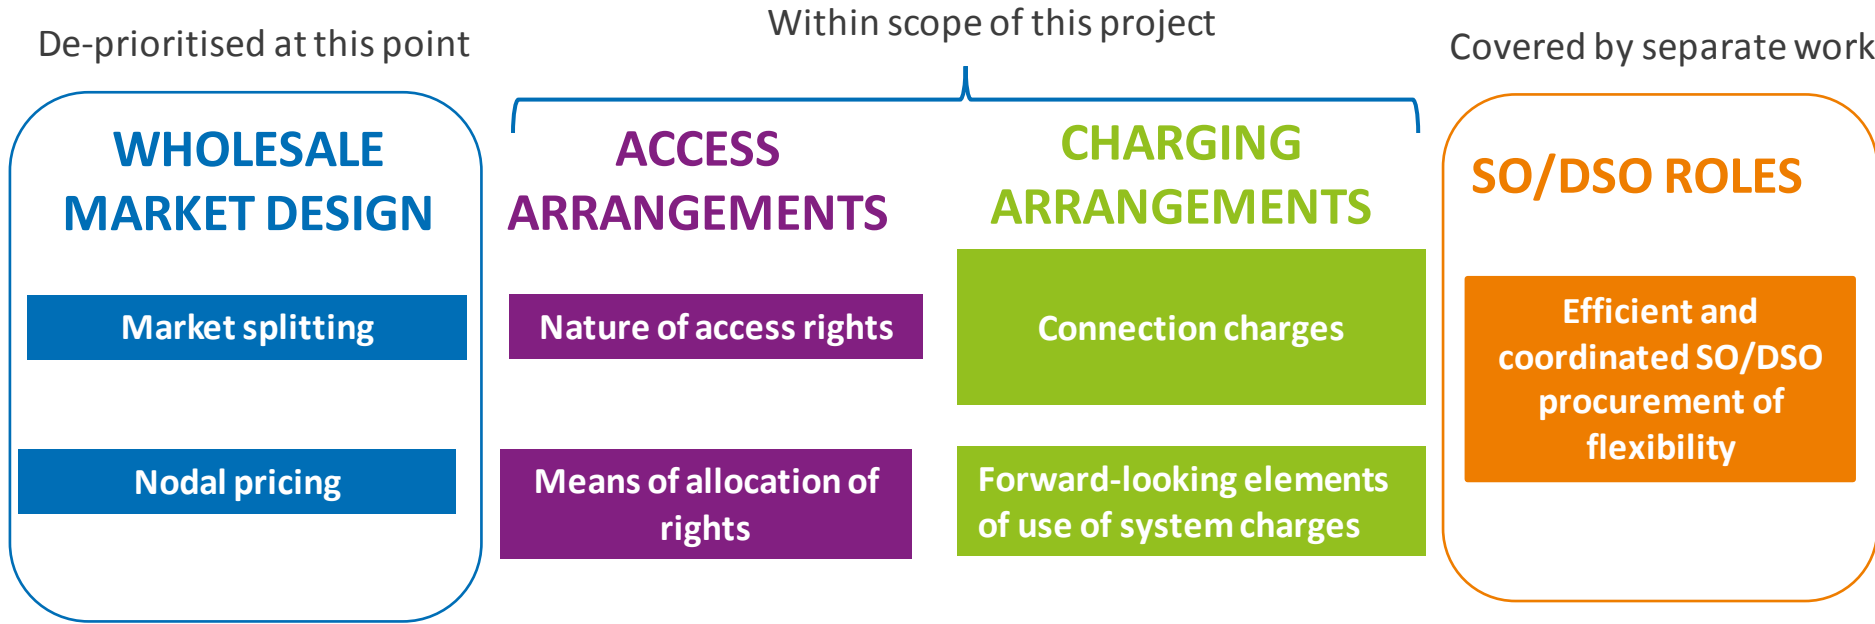 De-prioritised at this point
Within scope of this project
Covered by separate work
WHOLESALE
MARKET DESIGN
Market splitting
Nodal pricing
ACCESS
ARRANGEMENTS
Nature of access rights
Means of allocation of
rights
CHARGING
ARRANGEMENTS
Connection charges
Forward-looking elements
of use of system charges
SO/DSO ROLES
Efficient and
coordinated SO/DSO
procurement of
flexibility